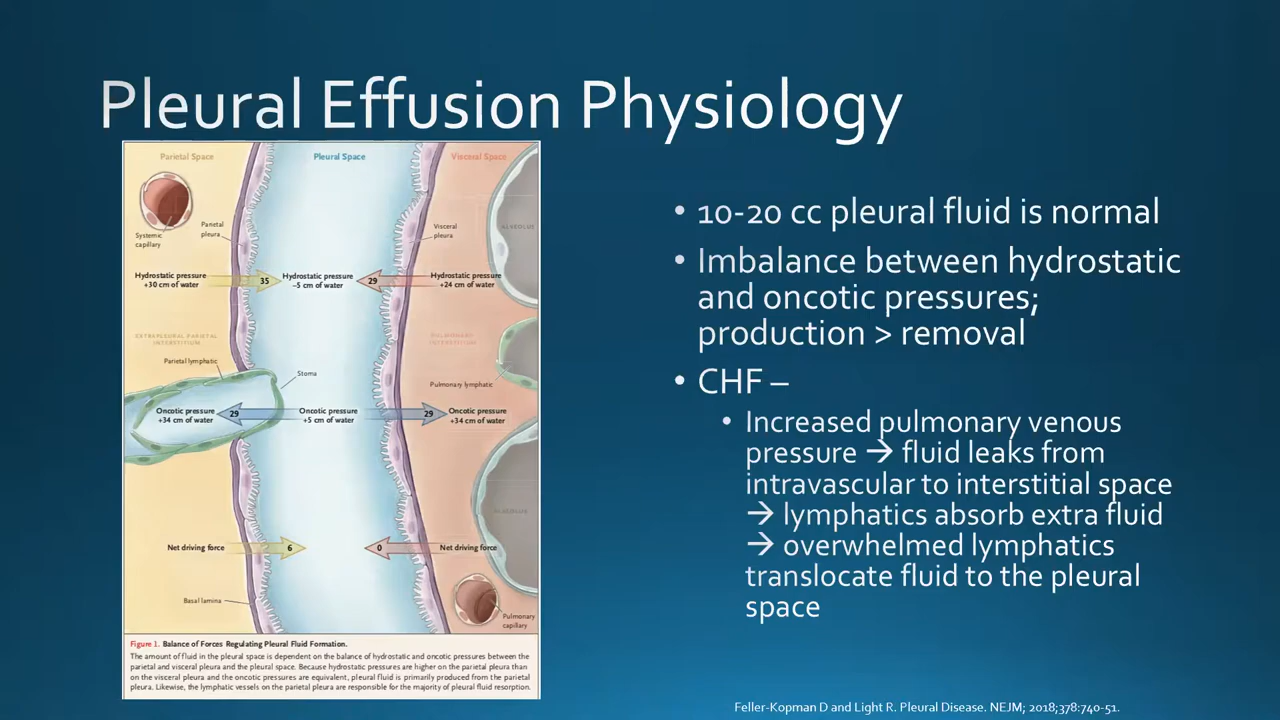 Pleural Effusion Physiology
Parietal Space
Pleural Space
Visceral Space
Systemic
capillary
Parietal
pleura
Visceral
pleura
ALVEOLUS
Hydrostatic pressure
+30 cm of water
35
Hydrostatic pressure
–5 cm of water
29
Hydrostatic pressure
+24 cm of water
EXTRAPLEURAL PARIETAL
INTERSTITIUM
PULMONARY
INTERSTITIUM
Parietal lymphatic
Stoma
Pulmonary lymphatic
Oncotic pressure
+34 cm of water
29
Oncotic pressure
+5 cm of water
29
Oncotic pressure
+34 cm of water
Net driving force
6
0
Net driving force
Basal lamina
Pulmonary
capillary
Figure 1. Balance of Forces Regulating Pleural Fluid Formation.
The amount of fluid in the pleural space is dependent on the balance of hydrostatic and oncotic pressures between the
parietal and visceral pleura and the pleural space. Because hydrostatic pressures are higher on the parietal pleura than
on the visceral pleura and the oncotic pressures are equivalent, pleural fluid is primarily produced from the parietal
pleura. Likewise, the lymphatic vessels on the parietal pleura are responsible for the majority of pleural fluid resorption.
• 10-20 cc pleural fluid is normal
• Imbalance between hydrostatic
and oncotic pressures;
production > removal
• CHF –
• Increased pulmonary venous
pressure → fluid leaks from
intravascular to interstitial space
→ lymphatics absorb extra fluid
→ overwhelmed lymphatics
translocate fluid to the pleural
space
Feller-Kopman D and Light R. Pleural Disease. NEJM; 2018;378:740-51.